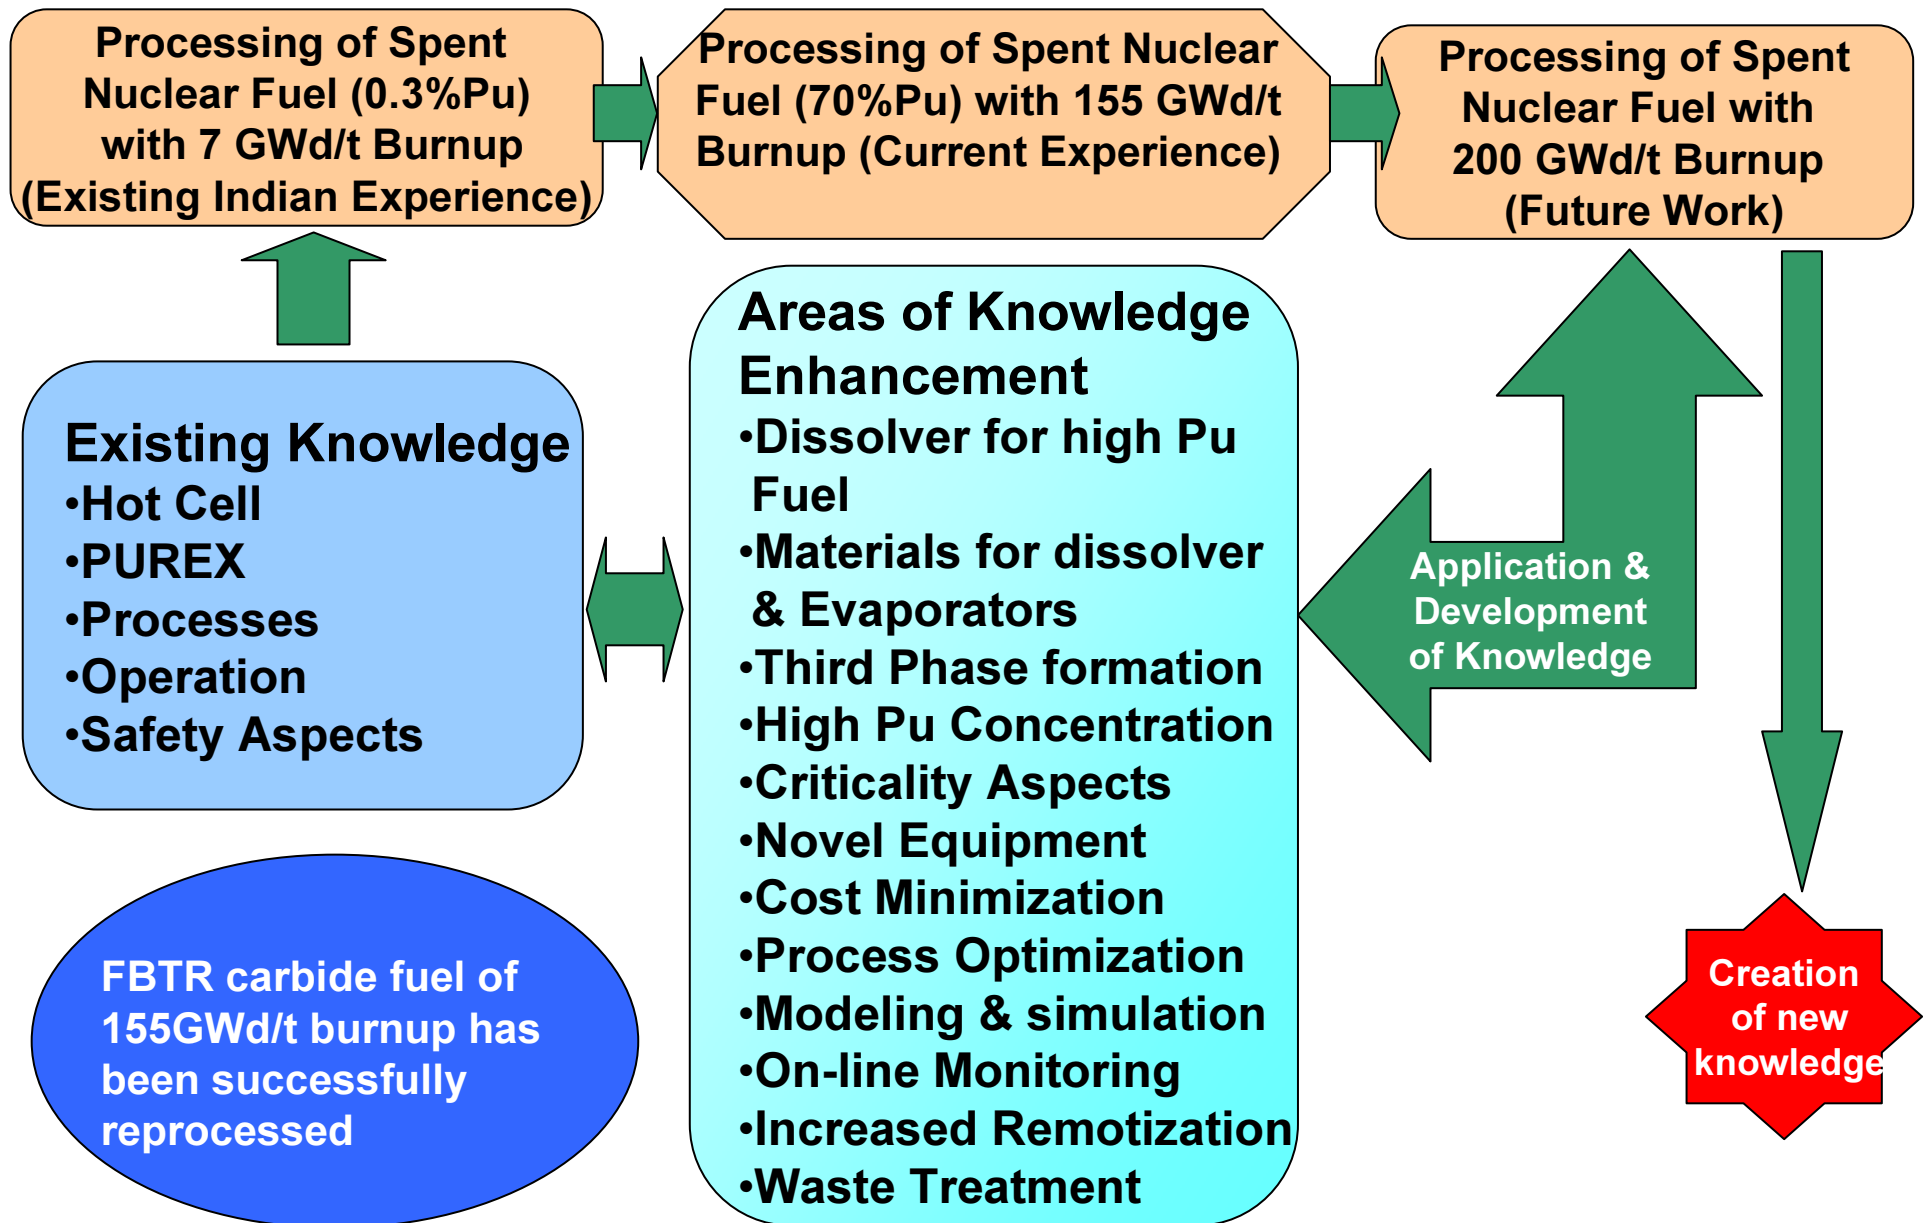 Processing of Spent
Nuclear Fuel (0.3%Pu)
with 7 GWd/t Burnup
(Existing Indian Experience)
Processing of Spent Nuclear
Fuel (70%Pu) with 155 GWd/t
Burnup (Current Experience)
Processing of Spent
Nuclear Fuel with
200 GWd/t Burnup
(Future Work)
Existing Knowledge
•Hot Cell
•PUREX
•Processes
•Operation
•Safety Aspects
Areas of Knowledge
Enhancement
•Dissolver for high Pu
Fuel
•Materials for dissolver
& Evaporators
•Third Phase formation
•High Pu Concentration
•Criticality Aspects
•Novel Equipment
•Cost Minimization
•Process Optimization
•Modeling & simulation
•On-line Monitoring
•Increased Remotization
•Waste Treatment
Application &
Development
of Knowledge
FBTR carbide fuel of
155GWd/t burnup has
been successfully
reprocessed
Creation
of new
knowledge